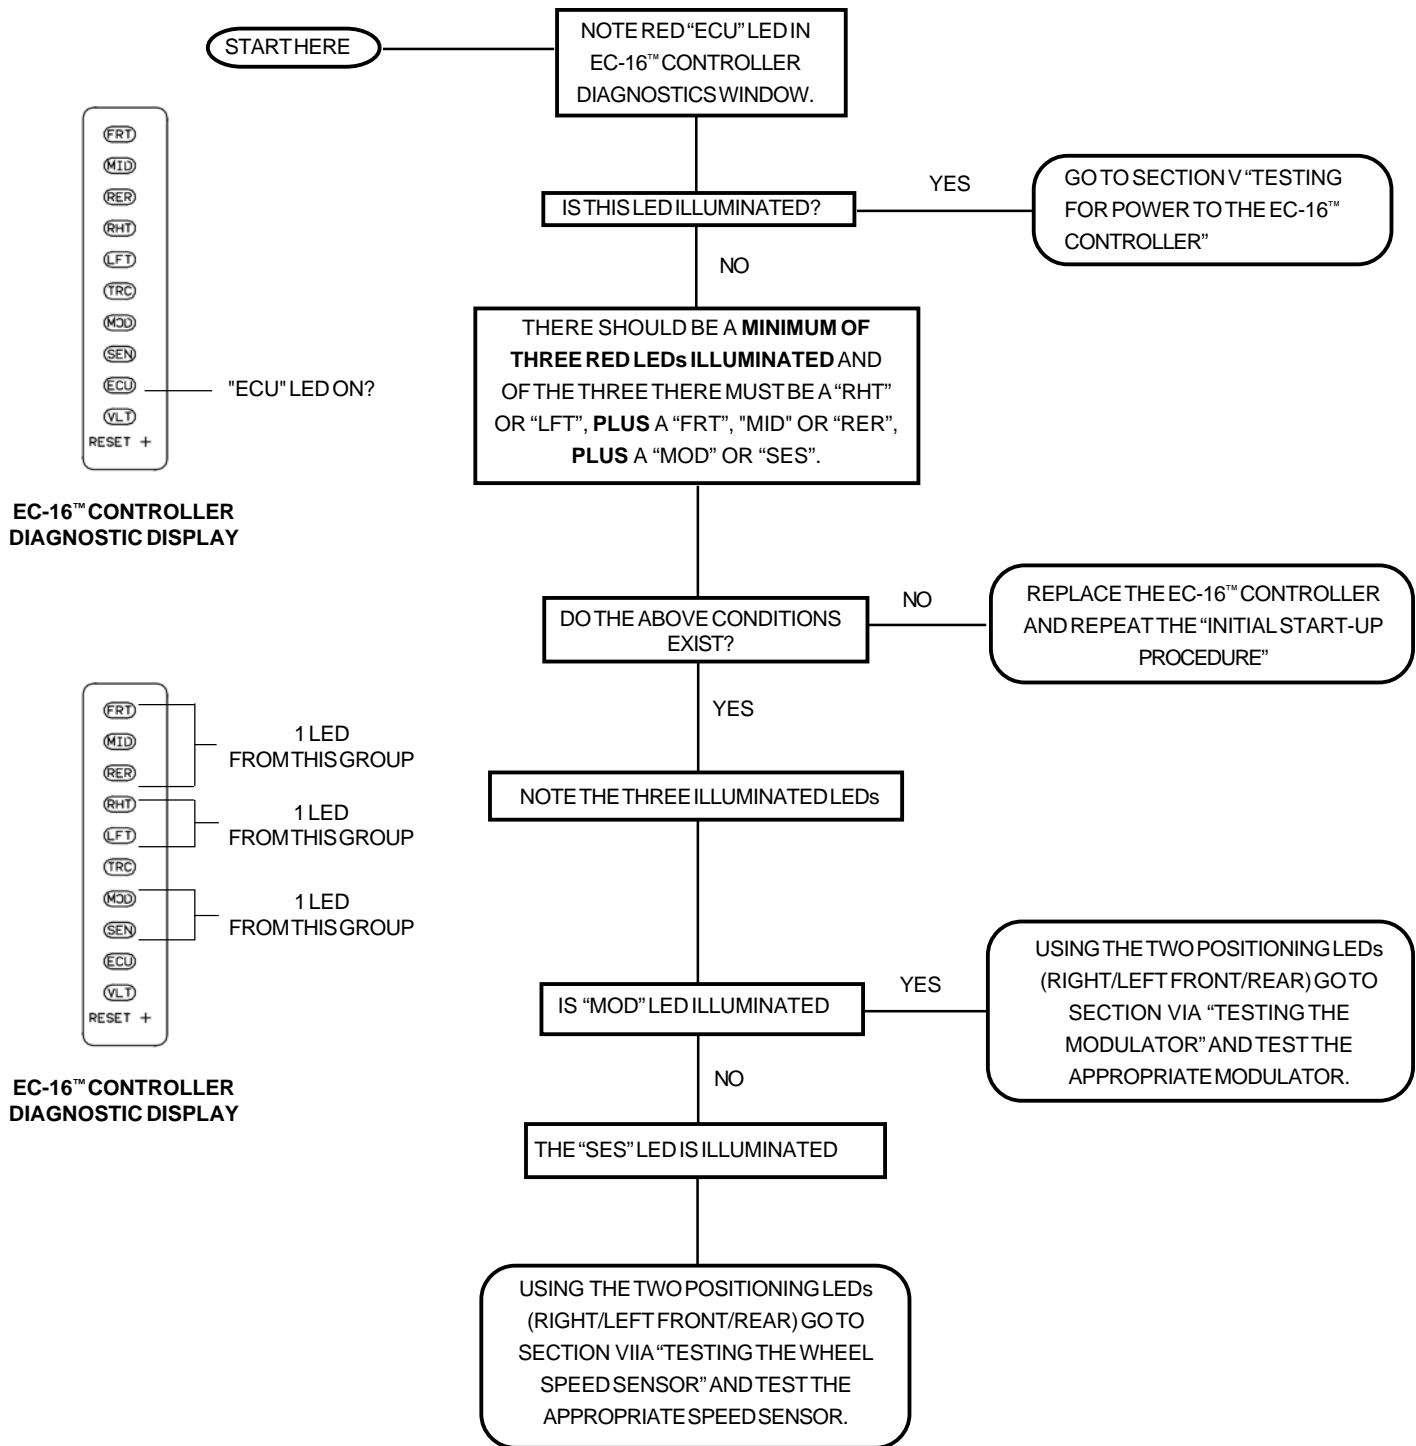 START HERE
NOTE RED “ECU” LED IN
EC-16™ CONTROLLER
DIAGNOSTICS WINDOW.
FRT
MID
RER
RHT
LFT
TRC
MOD
SEN
ECU
VLT
RESET +
"ECU" LED ON?
EC-16™ CONTROLLER
DIAGNOSTIC DISPLAY
IS THIS LED ILLUMINATED?
YES
GO TO SECTION V “TESTING
FOR POWER TO THE EC-16™
CONTROLLER”
NO
THERE SHOULD BE A MINIMUM OF
THREE RED LEDs ILLUMINATED AND
OF THE THREE THERE MUST BE A “RHT”
OR “LFT”, PLUS A “FRT”, "MID" OR “RER”,
PLUS A “MOD” OR “SES”.
DO THE ABOVE CONDITIONS
EXIST?
NO
REPLACE THE EC-16™ CONTROLLER
AND REPEAT THE “INITIAL START-UP
PROCEDURE”
YES
FRT
MID
RER
RHT
LFT
TRC
MOD
SEN
ECU
VLT
RESET +
1 LED
FROM THIS GROUP
1 LED
FROM THIS GROUP
1 LED
FROM THIS GROUP
EC-16™ CONTROLLER
DIAGNOSTIC DISPLAY
NOTE THE THREE ILLUMINATED LEDs
IS “MOD” LED ILLUMINATED
YES
USING THE TWO POSITIONING LEDs
(RIGHT/LEFT FRONT/REAR) GO TO
SECTION VIA “TESTING THE
MODULATOR” AND TEST THE
APPROPRIATE MODULATOR.
NO
THE “SES” LED IS ILLUMINATED
USING THE TWO POSITIONING LEDs
(RIGHT/LEFT FRONT/REAR) GO TO
SECTION VIIA “TESTING THE WHEEL
SPEED SENSOR” AND TEST THE
APPROPRIATE SPEED SENSOR.